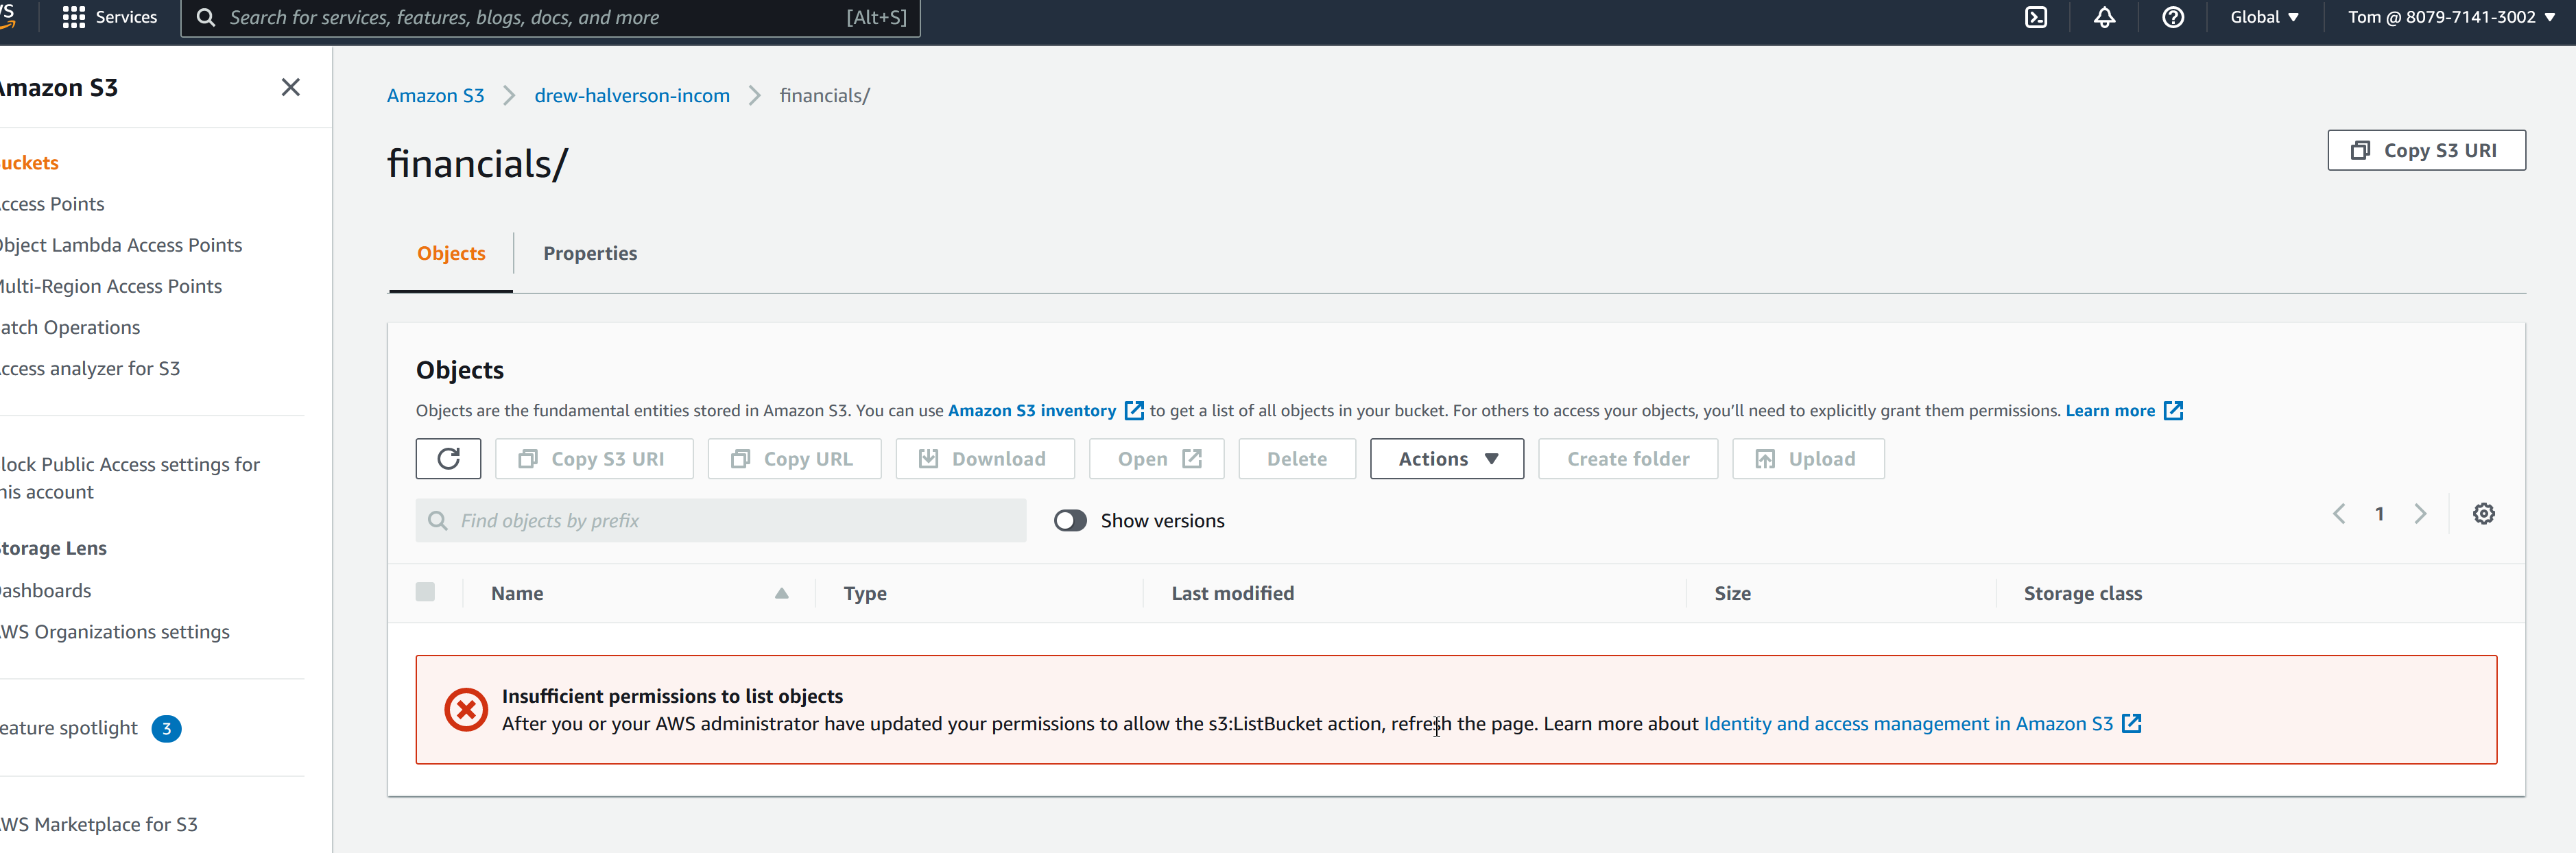 Services
Search for services, features, blogs, docs, and more [Alt+S]
Global
Tom @ 8079-7141-3002
Amazon S3
uckets
ccess Points
bject Lambda Access Points
ulti-Region Access Points
atch Operations
ccess analyzer for S3
lock Public Access settings for
his account
torage Lens
ashboards
WS Organizations settings
eature spotlight 3
WS Marketplace for S3
Amazon S3 > drew-halverson-incom > financials/
financials/
Copy S3 URI
Objects
Properties
Objects
Objects are the fundamental entities stored in Amazon S3. You can use Amazon S3 inventory to get a list of all objects in your bucket. For others to access your objects, you'll need to explicitly grant them permissions. Learn more
Copy S3 URI
Copy URL
Download
Open
Delete
Actions
Create folder
Upload
Find objects by prefix
Show versions
1
Name
Type
Last modified
Size
Storage class
Insufficient permissions to list objects
After you or your AWS administrator have updated your permissions to allow the s3:ListBucket action, refresh the page. Learn more about Identity and access management in Amazon S3